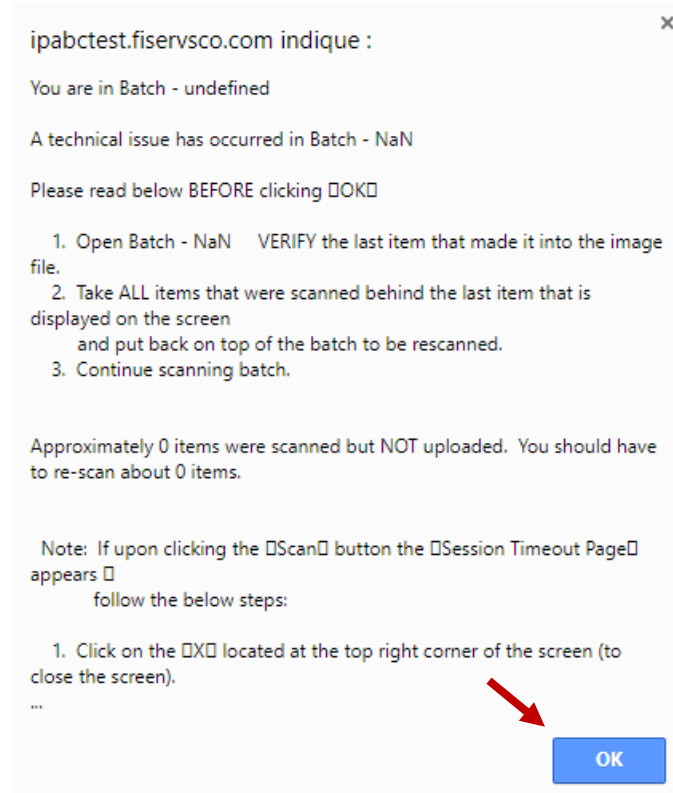 ipabctest.fiservsco.com indique :
You are in Batch - undefined
A technical issue has occurred in Batch - NaN
Please read below BEFORE clicking □OK□
1. Open Batch - NaN VERIFY the last item that made it into the image
file.
2. Take ALL items that were scanned behind the last item that is
displayed on the screen
and put back on top of the batch to be rescanned.
3. Continue scanning batch.
Approximately 0 items were scanned but NOT uploaded. You should have
to re-scan about 0 items.
Note: If upon clicking the □Scan□ button the □Session Timeout Page□
appears □
follow the below steps:
1. Click on the □X□ located at the top right corner of the screen (to
close the screen).
...
OK